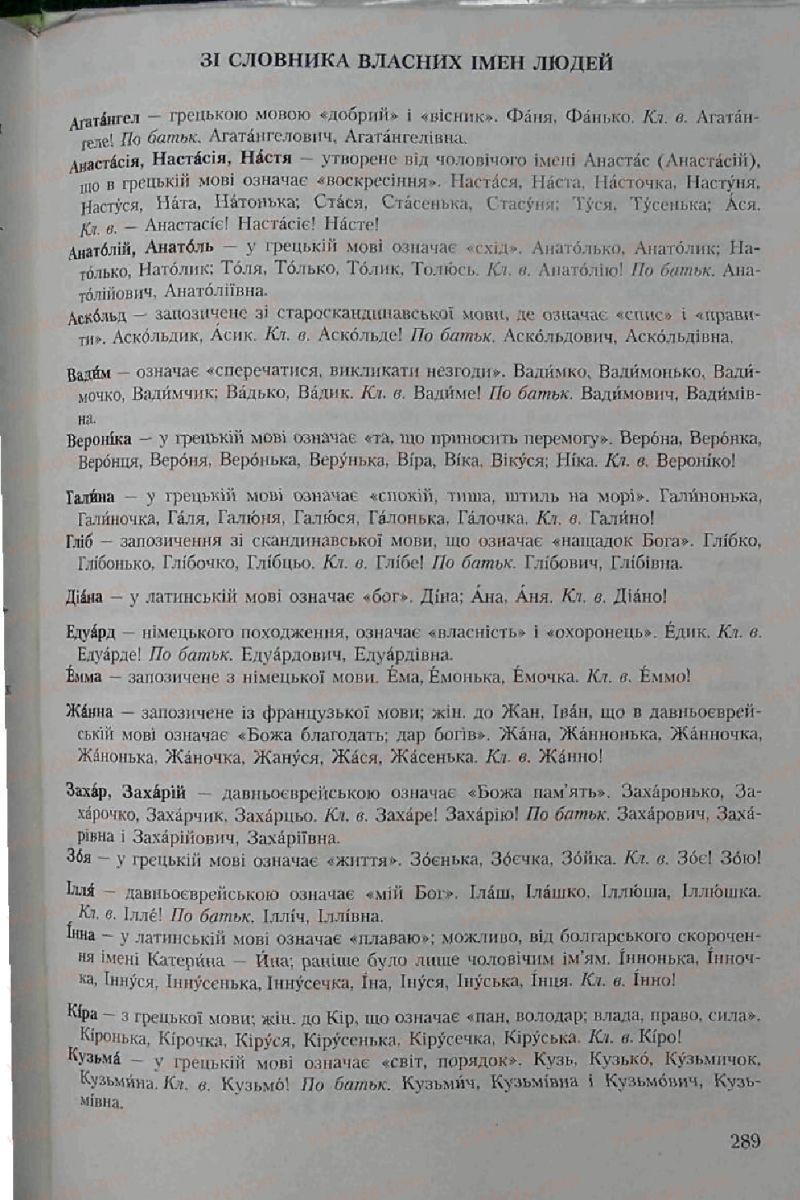 ЗІ СЛОВНИКА ВЛАСНИХ ІМЕН ЛЮДЕЙ
Агата́нгел — грецькою мовою «добрий» і «вісник». Фа́ня, Фа́нько. Кл. в. Агата́н-
геле! По батьк. Агата́нгелович, Агата́нгелівна.
Анаста́сія, Наста́сія, На́стя — утворене від чоловічого імені Анаста́с (Анаста́сій),
що в грецькій мові означає «воскресіння». Наста́ся, На́ста, На́сточка, Насту́ня,
Насту́ся, На́та, На́тонька; Ста́ся, Ста́сенька, Стасу́ня; Ту́ся, Ту́сенька; А́ся.
Кл. в. — Анастасі́є! Наста́сіє! На́сте!
Анато́лій, Анато́ль — у грецькій мові означає «схід». Анато́лько, Анато́лик; На-
то́лько, Нато́лик; То́ля, То́лько, То́лик, Толю́сь. Кл. в. Анато́лію! По батьк. Ана-
то́лійович, Анато́ліївна.
Аско́льд — запозичене зі староскандинавської мови, де означає «спис» і «прави-
ти». Аско́льдик, А́сик. Кл. в. Аско́льде! По батьк. Аско́льдович, Аско́льдівна.
Вади́м — означає «сперечатися, викликати незгоди». Вади́мко, Вади́монько, Вади́-
мочко, Вади́мчик; Ва́дько, Ва́дик. Кл. в. Вади́ме! По батьк. Вади́мович, Вади́мів-
на.
Вероні́ка — у грецькій мові означає «та, що приносить перемогу». Веро́на, Веро́нка,
Веро́нця, Веро́ня, Веро́нька, Веру́нька, Ві́ра, Ві́ка, Віку́ся; Ні́ка. Кл. в. Вероні́ко!
Гали́на — у грецькій мові означає «спокій, тиша, штиль на морі». Гали́нонька,
Гали́ночка, Га́ля, Галю́ня, Галю́ся, Га́лонька, Га́лочка. Кл. в. Гали́но!
Гліб — запозичення зі скандинавської мови, що означає «нащадок Бога». Глі́бко,
Глі́бонько, Глі́бочко, Глі́бцьо. Кл. в. Глі́бе! По батьк. Глі́бович, Глі́бівна.
Діа́на — у латинській мові означає «бог». Ді́на; А́на, А́ня. Кл. в. Діа́но!
Едуа́рд — німецького походження, означає «власність» і «охоронець». Е́дик. Кл. в.
Едуа́рде! По батьк. Едуа́рдович, Едуа́рдівна.
Е́мма — запозичене з німецької мови. Е́ма, Е́монька, Е́мочка. Кл. в. Е́ммо!
Жа́нна — запозичене із французької мови; жін. до Жан, Іва́н, що в давньоєврей-
ській мові означає «Божа благодать; дар богів». Жа́на, Жа́ннонька, Жа́нночка,
Жа́нонька, Жа́ночка, Жану́ся, Жа́ся, Жа́сенька. Кл. в. Жа́нно!
Заха́р, Заха́рій — давньоєврейською означає «Божа пам'ять». Заха́ронько, За-
ха́рочко, Заха́рчик, Заха́рцьо. Кл. в. Заха́ре! Заха́рію! По батьк. Заха́рович, Заха́-
рівна і Заха́рійович, Заха́ріївна.
Зо́я — у грецькій мові означає «життя». Зо́єнька, Зо́єчка, Зо́йка. Кл. в. Зо́є! Зо́ю!
Ілля́ — давньоєврейською означає «мій Бог». Іла́ш, Іла́шко, Іллю́ша, Іллю́шка.
Кл. в. Ілле́! По батьк. Іллі́ч, Іллі́вна.
І́нна — у латинській мові означає «плаваю»; можливо, від болгарського скорочен-
ня імені Катери́на — И́на; раніше було лише чоловічим ім'ям. І́ннонька, І́нноч-
ка, Інну́ся, Інну́сенька, Інну́сечка, І́на, Іну́ся, Іну́ська, І́нця. Кл. в. І́нно!
Кі́ра — з грецької мови; жін. до Кір, що означає «пан, володар; влада, право, сила».
Кі́ронька, Кі́рочка, Кіру́ся, Кіру́сенька, Кіру́сечка, Кіру́ська. Кл. в. Кі́ро!
Кузьма́ — у грецькій мові означає «світ, порядок». Кузь, Кузько́, Ку́зьмичок,
Кузьми́на. Кл. в. Кузьмо́! По батьк. Кузьми́ч, Кузьмі́вна і Кузьмо́вич, Кузь-
мі́вна.
289